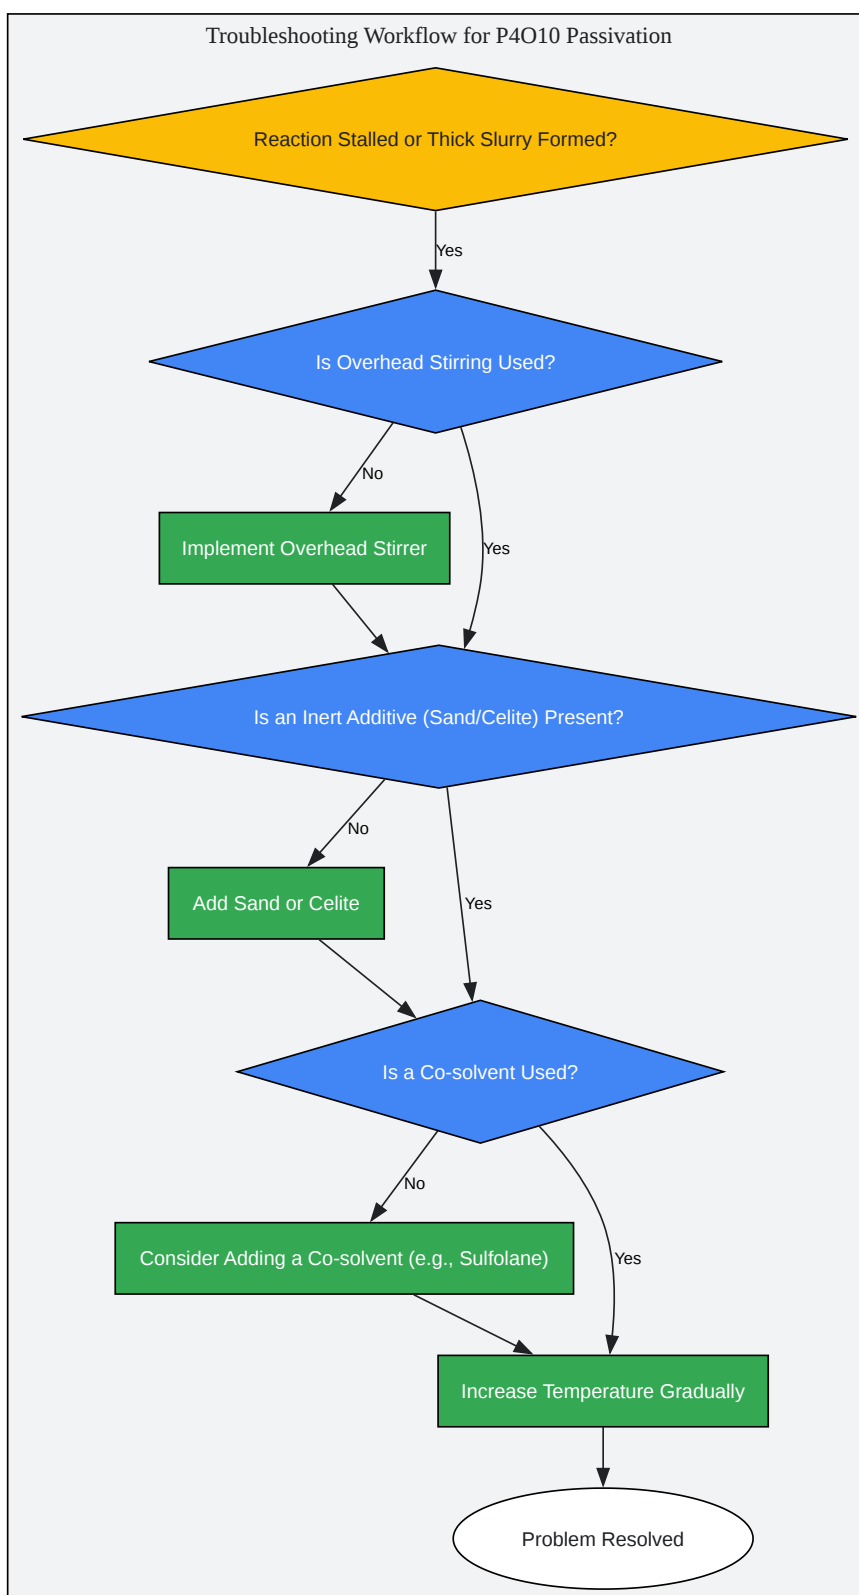 Troubleshooting Workflow for P4O10 Passivation
Reaction Stalled or Thick Slurry Formed?
Yes
Is Overhead Stirring Used?
No
Implement Overhead Stirrer
Yes
Is an Inert Additive (Sand/Celite) Present?
No
Add Sand or Celite
Yes
Is a Co-solvent Used?
No
Consider Adding a Co-solvent (e.g., Sulfolane)
Yes
Increase Temperature Gradually
Problem Resolved